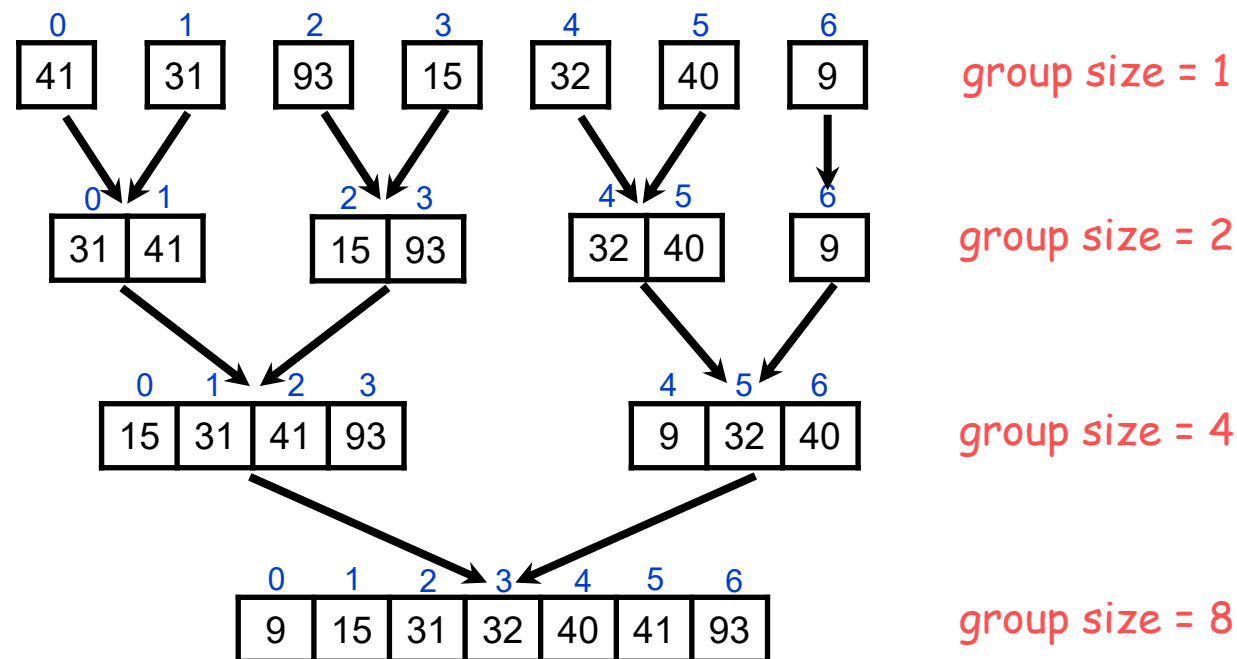 0 1 2 3 4 5 6
41 31 93 15 32 40 9 group size = 1
0 1 2 3 4 5 6
31 41 15 93 32 40 9 group size = 2
0 1 2 3 4 5 6
15 31 41 93 9 32 40 group size = 4
0 1 2 3 4 5 6
9 15 31 32 40 41 93 group size = 8